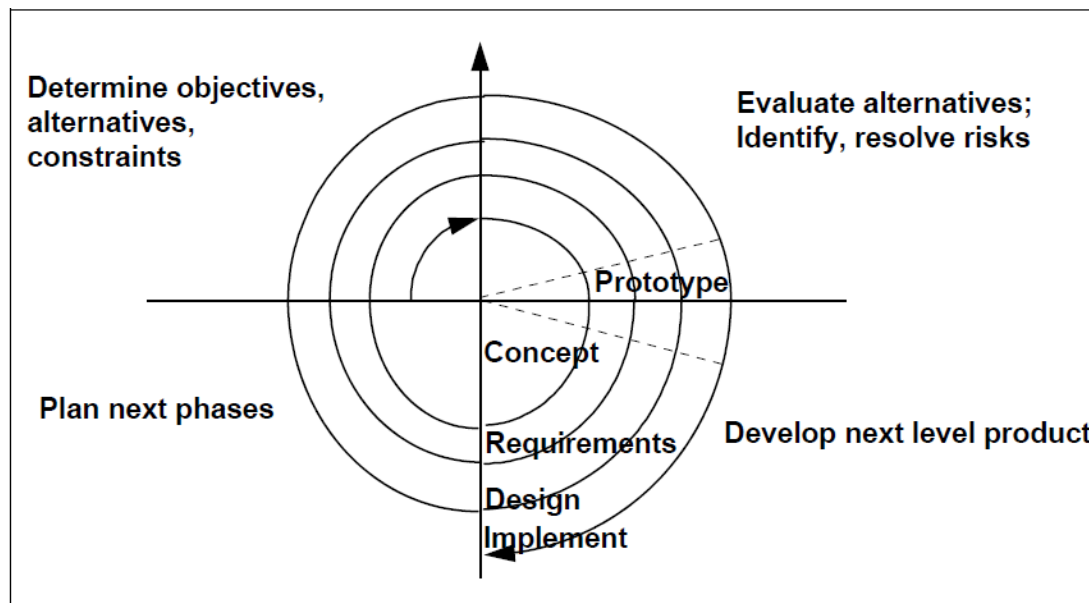 Determine objectives,
alternatives,
constraints
Evaluate alternatives;
Identify, resolve risks
Prototype
Concept
Plan next phases
Requirements
Develop next level product
Design
Implement